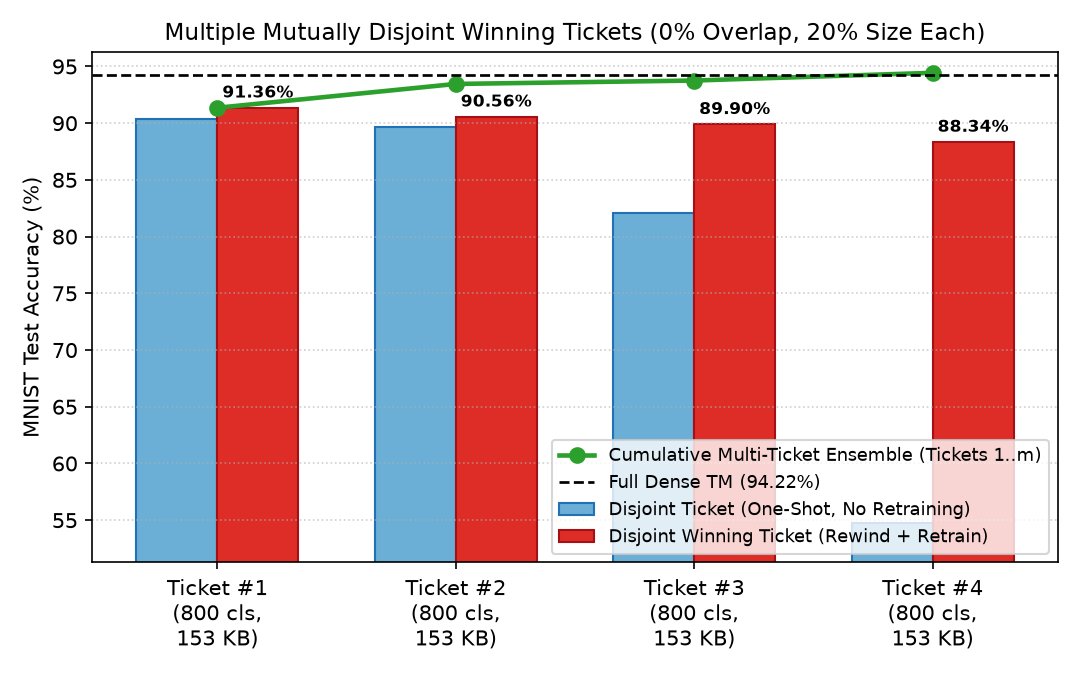 Multiple Mutually Disjoint Winning Tickets (0% Overlap, 20% Size Each)
MNIST Test Accuracy (%)
95
90
85
80
75
70
65
60
55
91.36%
90.56%
89.90%
88.34%
Cumulative Multi-Ticket Ensemble (Tickets 1..m)
Full Dense TM (94.22%)
Disjoint Ticket (One-Shot, No Retraining)
Disjoint Winning Ticket (Rewind + Retrain)
Ticket #1
(800 cls,
153 KB)
Ticket #2
(800 cls,
153 KB)
Ticket #3
(800 cls,
153 KB)
Ticket #4
(800 cls,
153 KB)